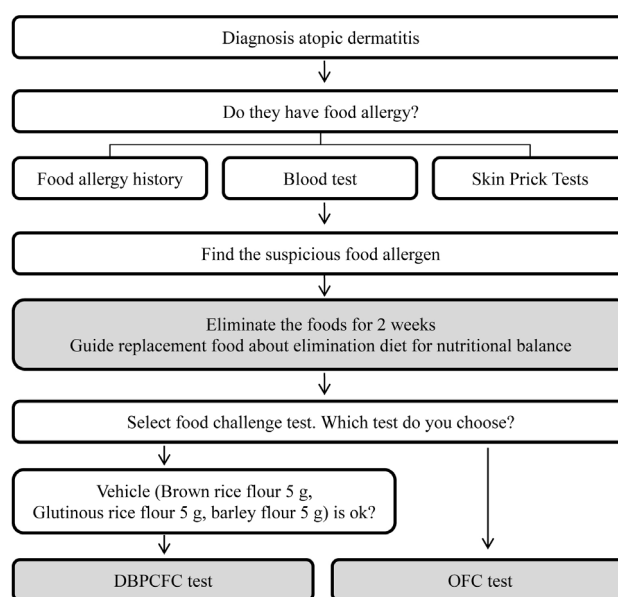 Diagnosis atopic dermatitis
Do they have food allergy?
Food allergy history
Blood test
Skin Prick Tests
Find the suspicious food allergen
Eliminate the foods for 2 weeks
Guide replacement food about elimination diet for nutritional balance
Select food challenge test. Which test do you choose?
Vehicle (Brown rice flour 5 g,
Glutinous rice flour 5 g, barley flour 5 g) is ok?
DBPCFC test
OFC test